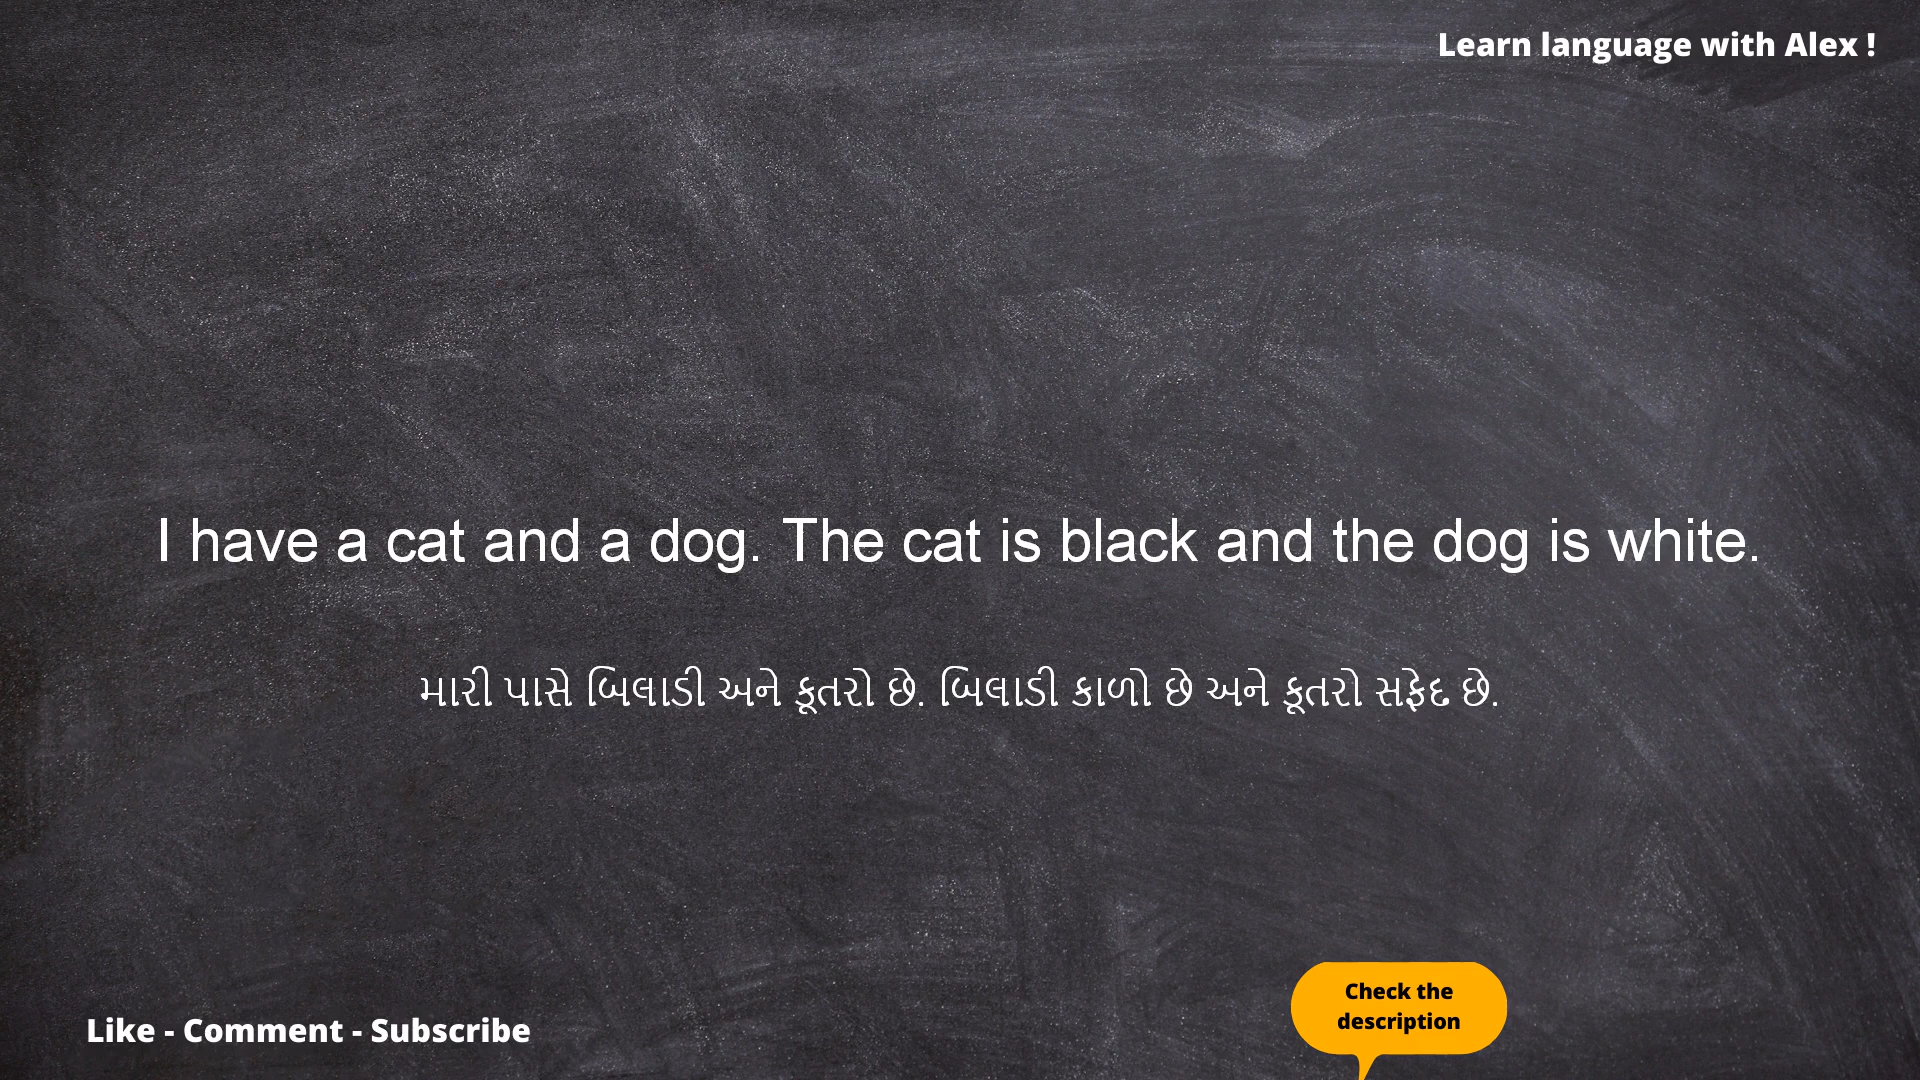 Learn language with Alex !
I have a cat and a dog. The cat is black and the dog is white.
મારી પાસે બિલાડી અને કૂતરો છે. બિલાડી કાળો છે અને કૂતરો સફેદ છે.
Check the
description
Like - Comment - Subscribe